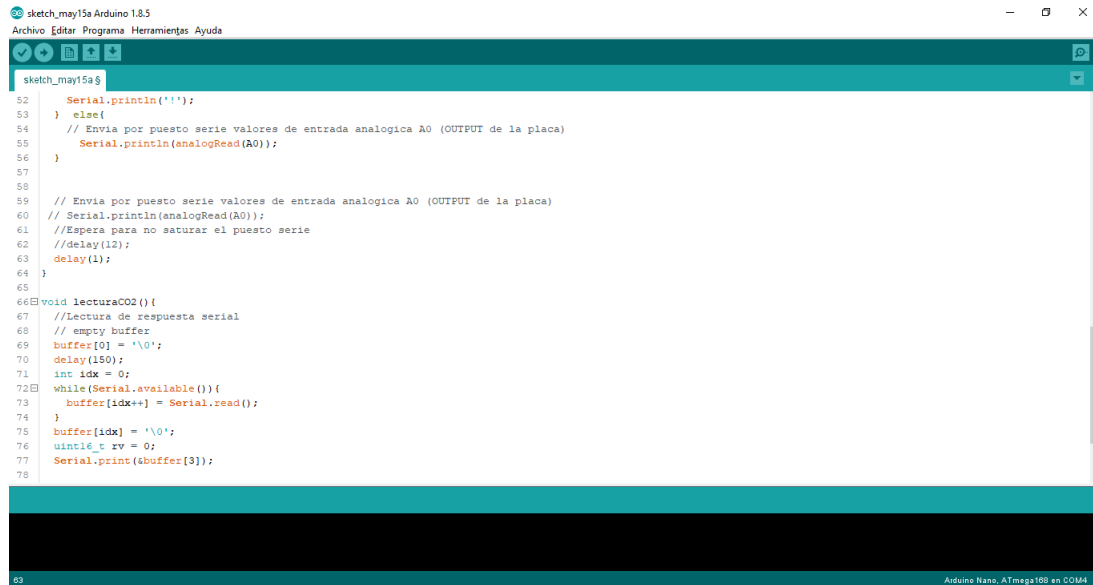 sketch_may15a Arduino 1.8.5
Archivo Editar Programa Herramientas Ayuda
sketch_may15a §
52 Serial.println('!');
53 } else{
54 // Envia por puesto serie valores de entrada analogica A0 (OUTPUT de la placa)
55 Serial.println(analogRead(A0));
56 }
57
58
59 // Envia por puesto serie valores de entrada analogica A0 (OUTPUT de la placa)
60 // Serial.println(analogRead(A0));
61 //Espera para no saturar el puesto serie
62 //delay(12);
63 delay(1);
64 }
65
66 void lecturaCO2(){
67 //Lectura de respuesta serial
68 // empty buffer
69 buffer[0] = '\0';
70 delay(150);
71 int idx = 0;
72 while(Serial.available()){
73 buffer[idx++] = Serial.read();
74 }
75 buffer[idx] = '\0';
76 uint16_t rv = 0;
77 Serial.print(&buffer[3]);
78
63 Arduino Nano, ATmega168 en COM4